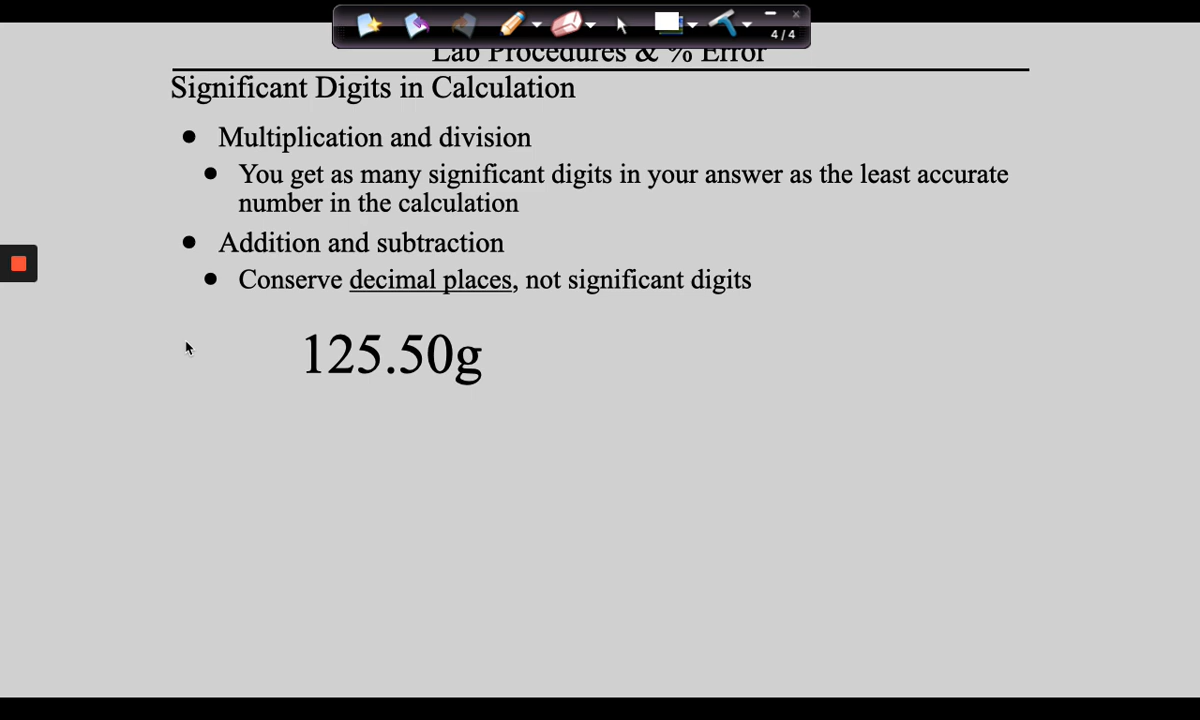 4/4
Lab Procedures & % Error
Significant Digits in Calculation
● Multiplication and division
● You get as many significant digits in your answer as the least accurate
number in the calculation
● Addition and subtraction
● Conserve decimal places, not significant digits
125.50g